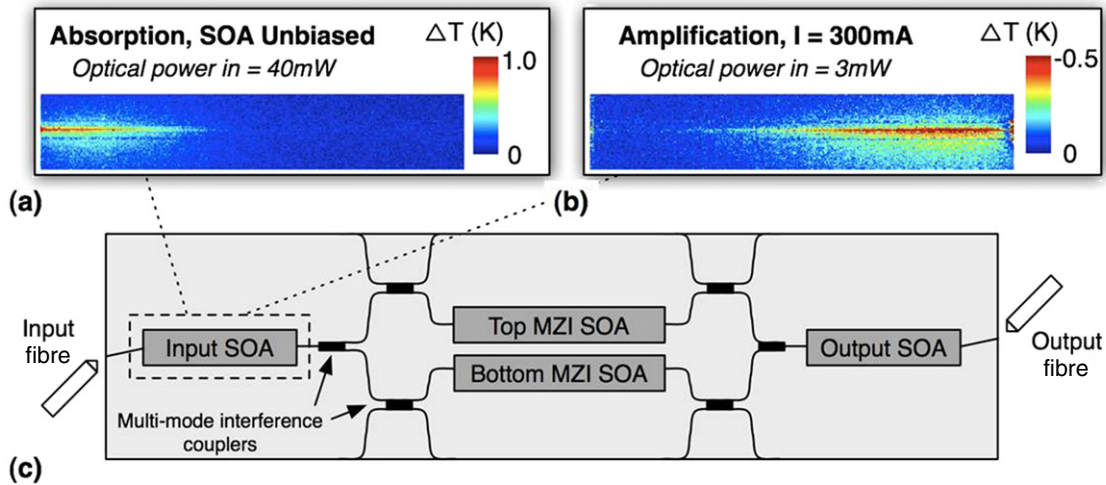 Absorption, SOA Unbiased
Optical power in = 40mW
ΔT (K)
1.0
0
(a)
Amplification, I = 300mA
Optical power in = 3mW
ΔT (K)
-0.5
0
(b)
Input
fibre
Input SOA
Top MZI SOA
Bottom MZI SOA
Output SOA
Output
fibre
Multi-mode interference
couplers
(c)